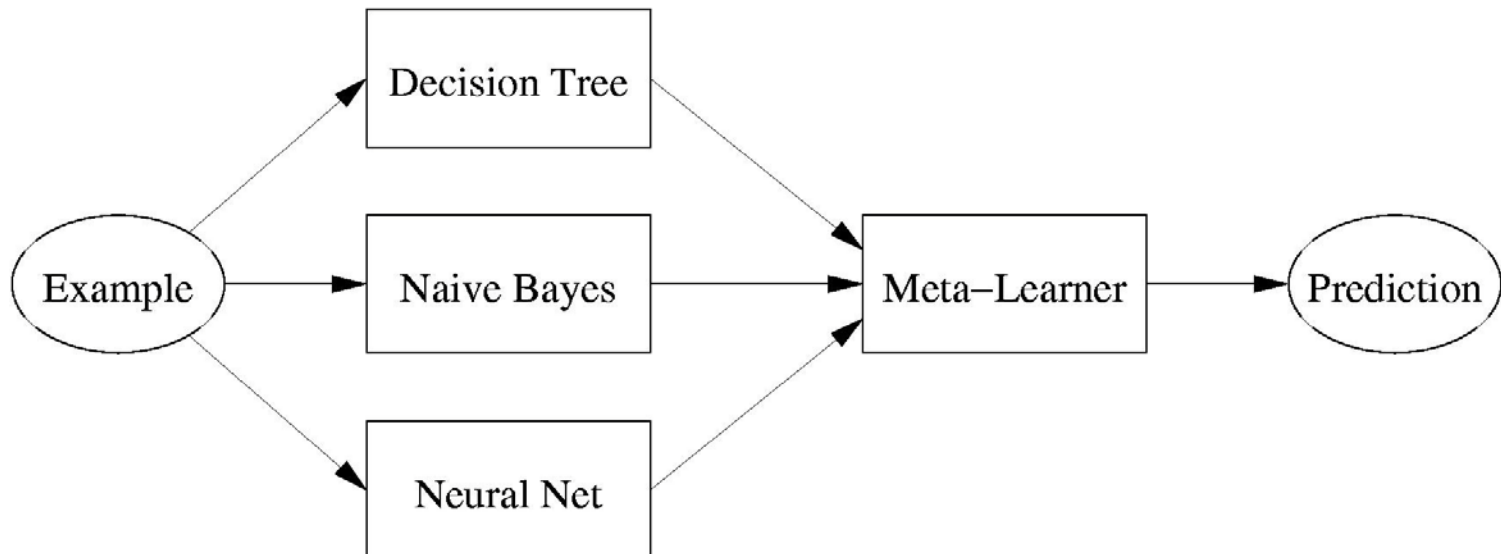 Decision Tree
Example
Naive Bayes
Meta−Learner
Prediction
Neural Net